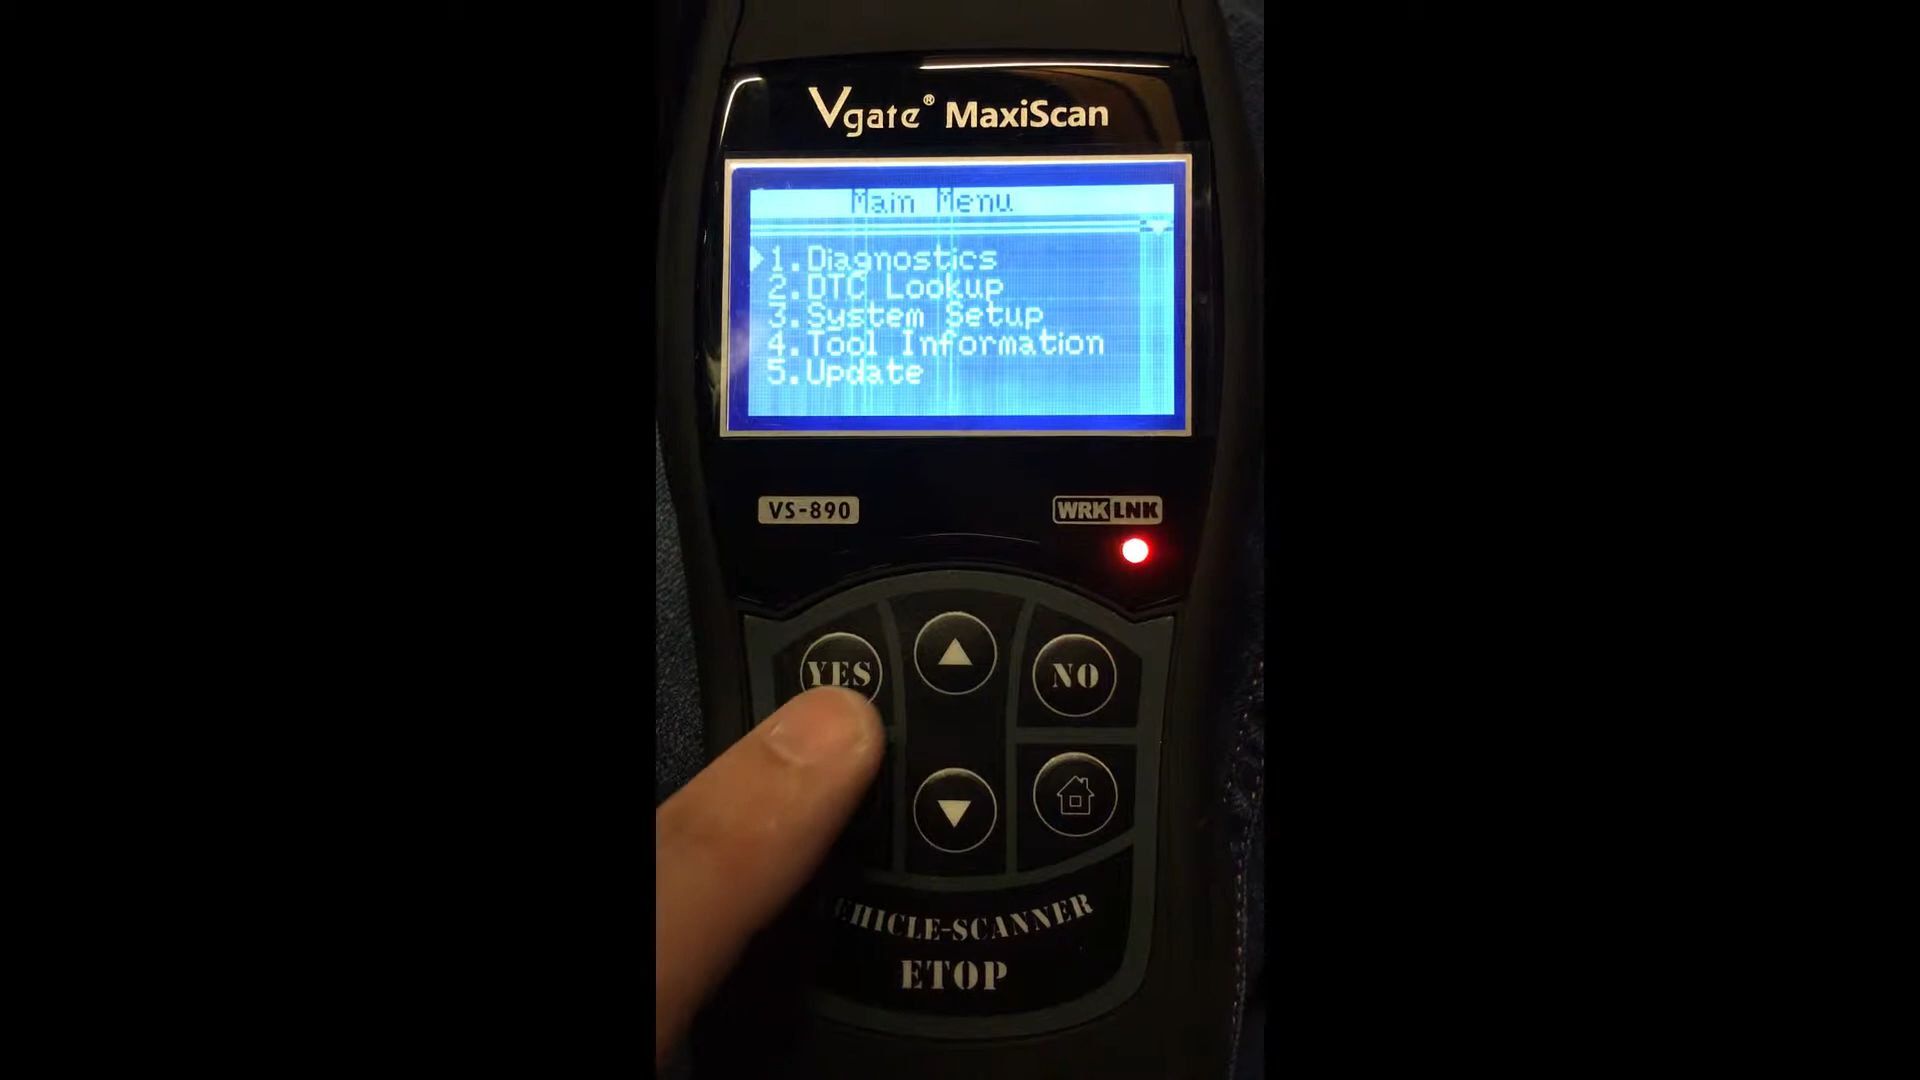 Vgate® MaxiScan
Main Menu
1.Diagnostics
2.DTC Lookup
3.System Setup
4.Tool Information
5.Update
VS-890
WRK LNK
YES
NO
EHICLE-SCANNER
ETOP